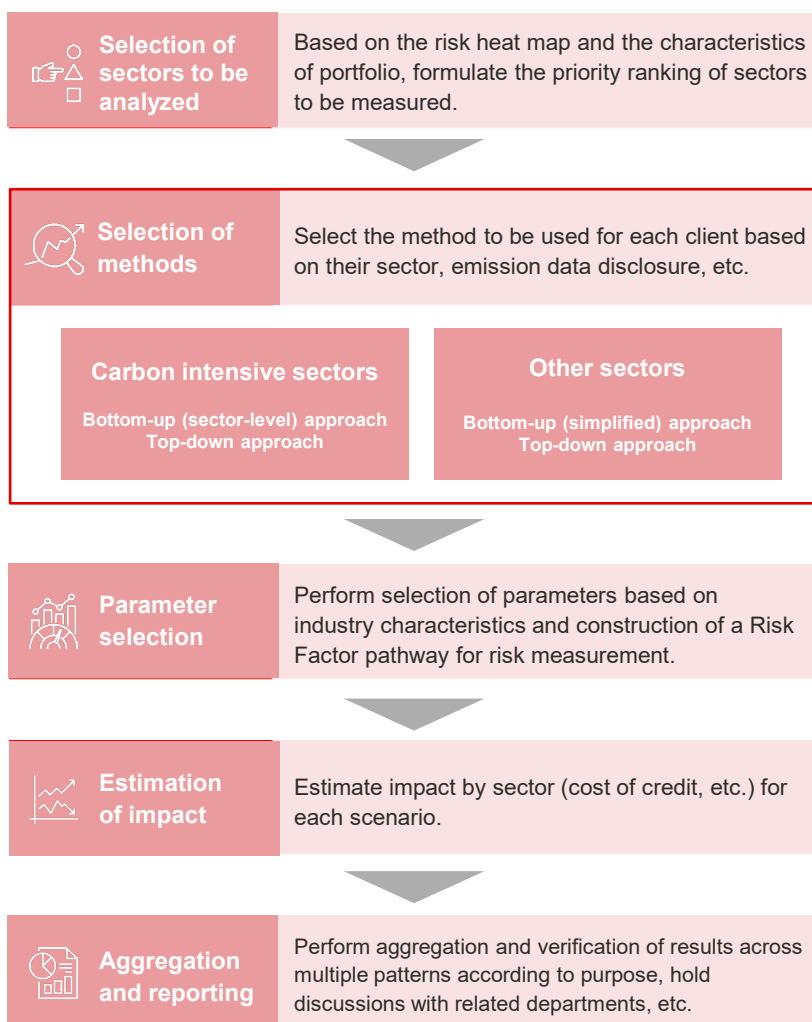 Selection of
sectors to be
analyzed
Based on the risk heat map and the characteristics
of portfolio, formulate the priority ranking of sectors
to be measured.
Selection of
methods
Select the method to be used for each client based
on their sector, emission data disclosure, etc.
Carbon intensive sectors
Bottom-up (sector-level) approach
Top-down approach
Other sectors
Bottom-up (simplified) approach
Top-down approach
Parameter
selection
Perform selection of parameters based on
industry characteristics and construction of a Risk
Factor pathway for risk measurement.
Estimation
of impact
Estimate impact by sector (cost of credit, etc.) for
each scenario.
Aggregation
and reporting
Perform aggregation and verification of results across
multiple patterns according to purpose, hold
discussions with related departments, etc.